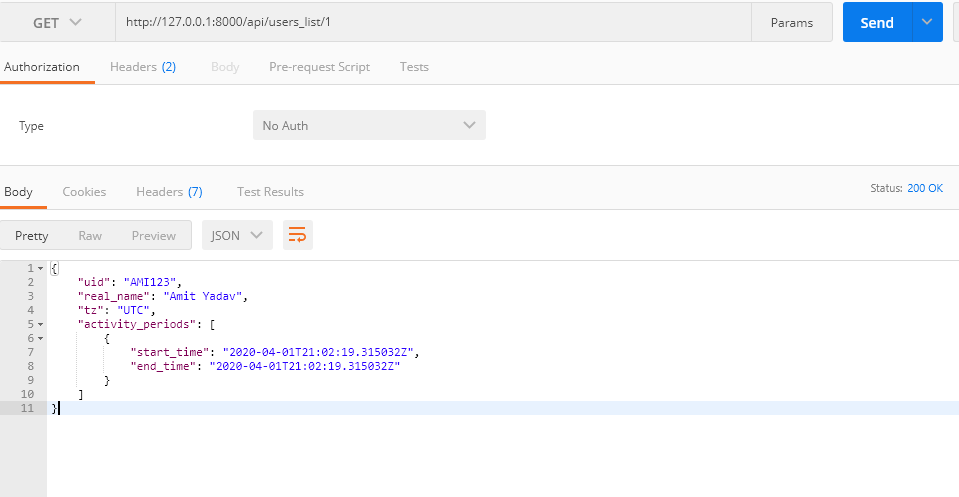 GET http://127.0.0.1:8000/api/users_list/1 Params Send
Authorization Headers (2) Body Pre-request Script Tests
Type No Auth
Body Cookies Headers (7) Test Results Status: 200 OK
Pretty Raw Preview JSON
1 {
2 "uid": "AMI123",
3 "real_name": "Amit Yadav",
4 "tz": "UTC",
5 "activity_periods": [
6 {
7 "start_time": "2020-04-01T21:02:19.315032Z",
8 "end_time": "2020-04-01T21:02:19.315032Z"
9 }
10 ]
11 }